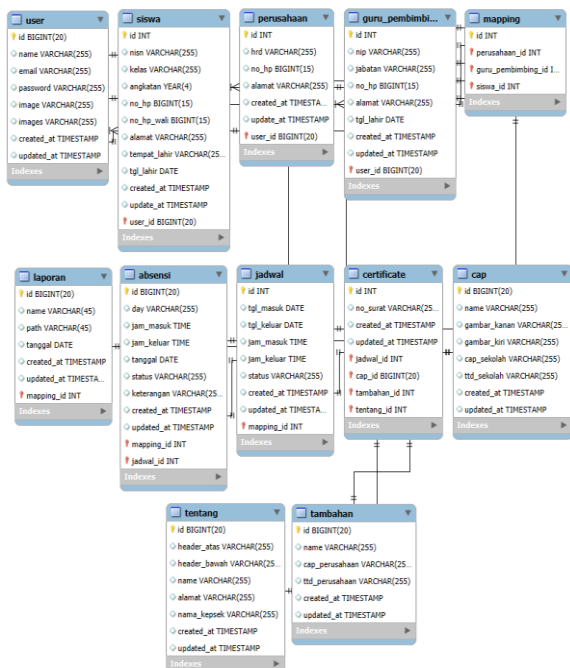 user
id BIGINT(20)
name VARCHAR(255)
email VARCHAR(255)
password VARCHAR(255)
image VARCHAR(255)
images VARCHAR(255)
created_at TIMESTAMP
updated_at TIMESTAMP
Indexes
siswa
id INT
nisn VARCHAR(255)
kelas VARCHAR(255)
angkatan YEAR(4)
no_hp BIGINT(15)
no_hp_wali BIGINT(15)
alamat VARCHAR(255)
tempat_lahir VARCHAR(25...
tgl_lahir DATE
created_at TIMESTAMP
update_at TIMESTAMP
user_id BIGINT(20)
Indexes
perusahaan
id INT
hrd VARCHAR(255)
no_hp BIGINT(15)
alamat VARCHAR(255)
created_at TIMESTA...
update_at TIMESTAMP
user_id BIGINT(20)
Indexes
guru_pembimbi...
id INT
nip VARCHAR(255)
jabatan VARCHAR(255)
no_hp BIGINT(15)
alamat VARCHAR(255)
tgl_lahir DATE
created_at TIMESTAMP
updated_at TIMESTAMP
user_id BIGINT(20)
Indexes
mapping
id INT
perusahaan_id INT
guru_pembimbing_id I...
siswa_id INT
Indexes
laporan
id BIGINT(20)
name VARCHAR(45)
path VARCHAR(45)
tanggal DATE
created_at TIMESTAMP
updated_at TIMESTA...
mapping_id INT
Indexes
absensi
id BIGINT(20)
day VARCHAR(255)
jam_masuk TIME
jam_keluar TIME
tanggal DATE
status VARCHAR(255)
keterangan VARCHAR(25...
created_at TIMESTAMP
updated_at TIMESTAMP
mapping_id INT
jadwal_id INT
Indexes
jadwal
id INT
tgl_masuk DATE
tgl_keluar DATE
jam_masuk TIME
jam_keluar TIME
status VARCHAR(255)
created_at TIMESTAMP
updated_at TIMESTAMP
mapping_id INT
Indexes
certificate
id INT
no_surat VARCHAR(25...
created_at TIMESTAMP
updated_at TIMESTAMP
jadwal_id INT
cap_id BIGINT(20)
tambahan_id INT
tentang_id INT
Indexes
cap
id BIGINT(20)
name VARCHAR(255)
gambar_kanan VARCHAR(25...
gambar_kiri VARCHAR(255)
cap_sekolah VARCHAR(255)
ttd_sekolah VARCHAR(255)
created_at TIMESTAMP
updated_at TIMESTAMP
Indexes
tentang
id BIGINT(20)
header_atas VARCHAR(255)
header_bawah VARCHAR(25...
name VARCHAR(255)
alamat VARCHAR(255)
nama_kepsek VARCHAR(255)
created_at TIMESTAMP
updated_at TIMESTAMP
Indexes
tambahan
id BIGINT(20)
name VARCHAR(255)
cap_perusahaan VARCHAR(25...
ttd_perusahaan VARCHAR(255)
created_at TIMESTAMP
updated_at TIMESTAMP
Indexes